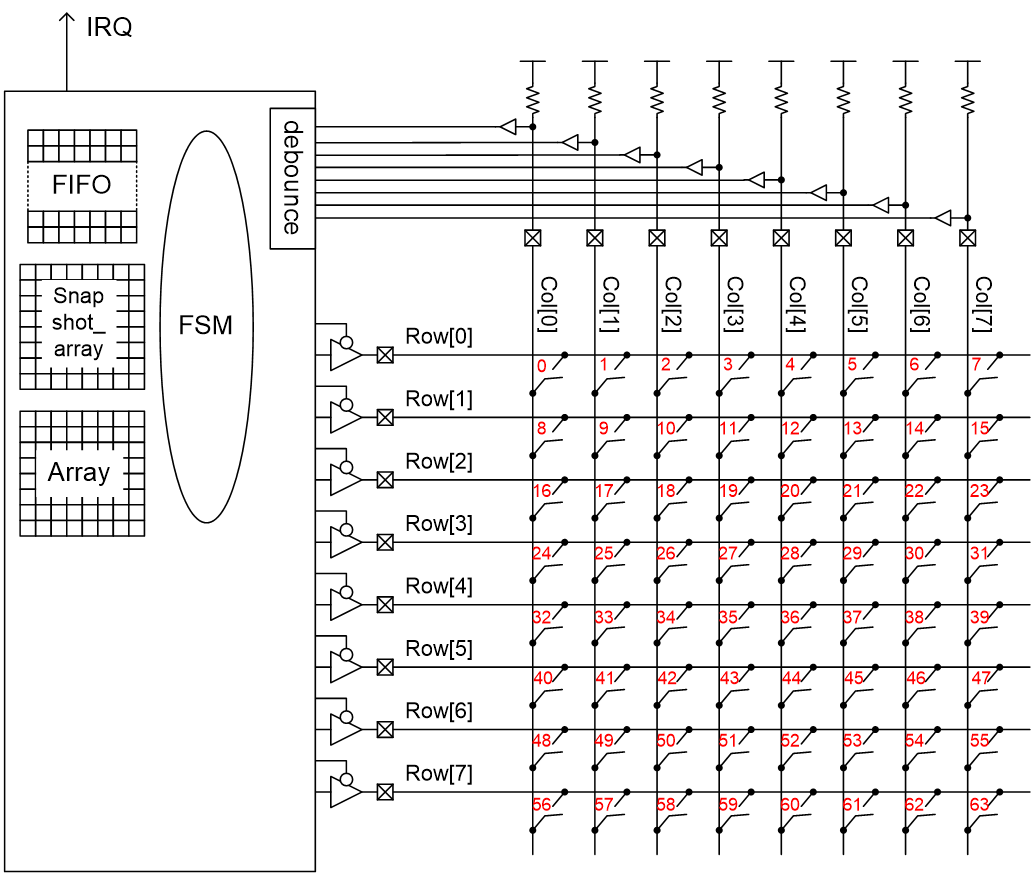 IRQ
debounce
FIFO
Snap
shot_
array
FSM
Array
Col[0] Col[1] Col[2] Col[3] Col[4] Col[5] Col[6] Col[7]
Row[0]
0 1 2 3 4 5 6 7
Row[1]
8 9 10 11 12 13 14 15
Row[2]
16 17 18 19 20 21 22 23
Row[3]
24 25 26 27 28 29 30 31
Row[4]
32 33 34 35 36 37 38 39
Row[5]
40 41 42 43 44 45 46 47
Row[6]
48 49 50 51 52 53 54 55
Row[7]
56 57 58 59 60 61 62 63